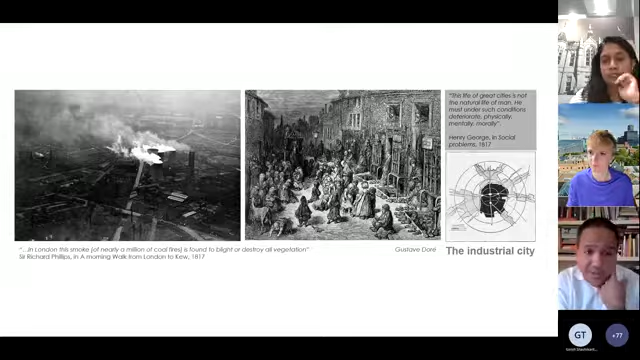 "This life of great cities is not
the natural life of man. He
must under such conditions
deteriorate, physically,
mentally, morally".
Henry George, in Social
problems, 1817
"...in London this smoke [of nearly a million of coal fires] is found to blight or destroy all vegetation"
Sir Richard Phillips, in A morning Walk from London to Kew, 1817
Gustave Doré
The industrial city
GT
+77